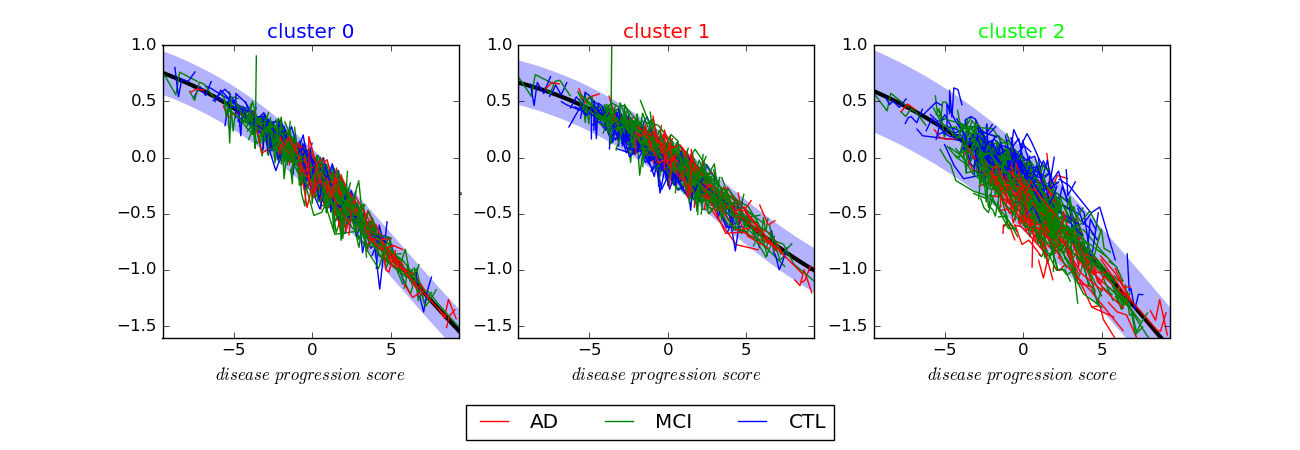 cluster 0 cluster 1 cluster 2
1.0 1.0 1.0
0.5 0.5 0.5
0.0 0.0 0.0
−0.5 −0.5 −0.5
−1.0 −1.0 −1.0
−1.5 −1.5 −1.5
−5 0 5 −5 0 5 −5 0 5
disease progression score disease progression score disease progression score
AD MCI CTL